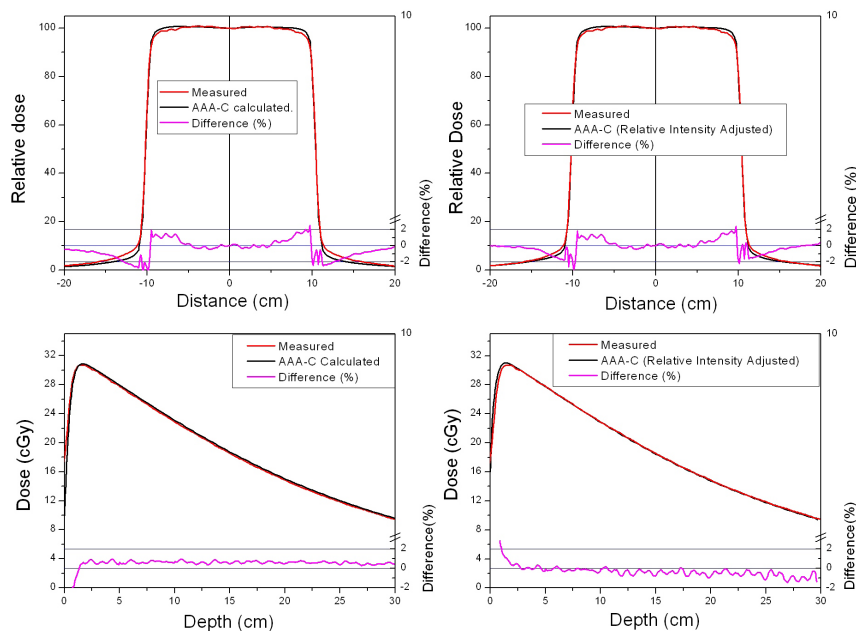 10
100
80
60
40
20
0
Relative dose
Measured
AAA-C calculated.
Difference (%)
2
0
-2
Difference(%)
-20
-10
0
10
20
Distance (cm)
10
100
80
60
40
20
0
Relative Dose
Measured
AAA-C (Relative Intensity Adjusted)
Difference (%)
2
0
-2
Difference (%)
-20
-10
0
10
20
Distance (cm)
10
32
28
24
20
16
12
8
4
0
Dose (cGy)
Measured
AAA-C Calculated
Difference (%)
2
0
-2
Difference(%)
0
5
10
15
20
25
30
Depth (cm)
10
32
28
24
20
16
12
8
4
0
Dose (cGy)
Measured
AAA-C (Relative Intensity Adjusted)
Difference (%)
2
0
-2
Difference(%)
0
5
10
15
20
25
30
Depth (cm)